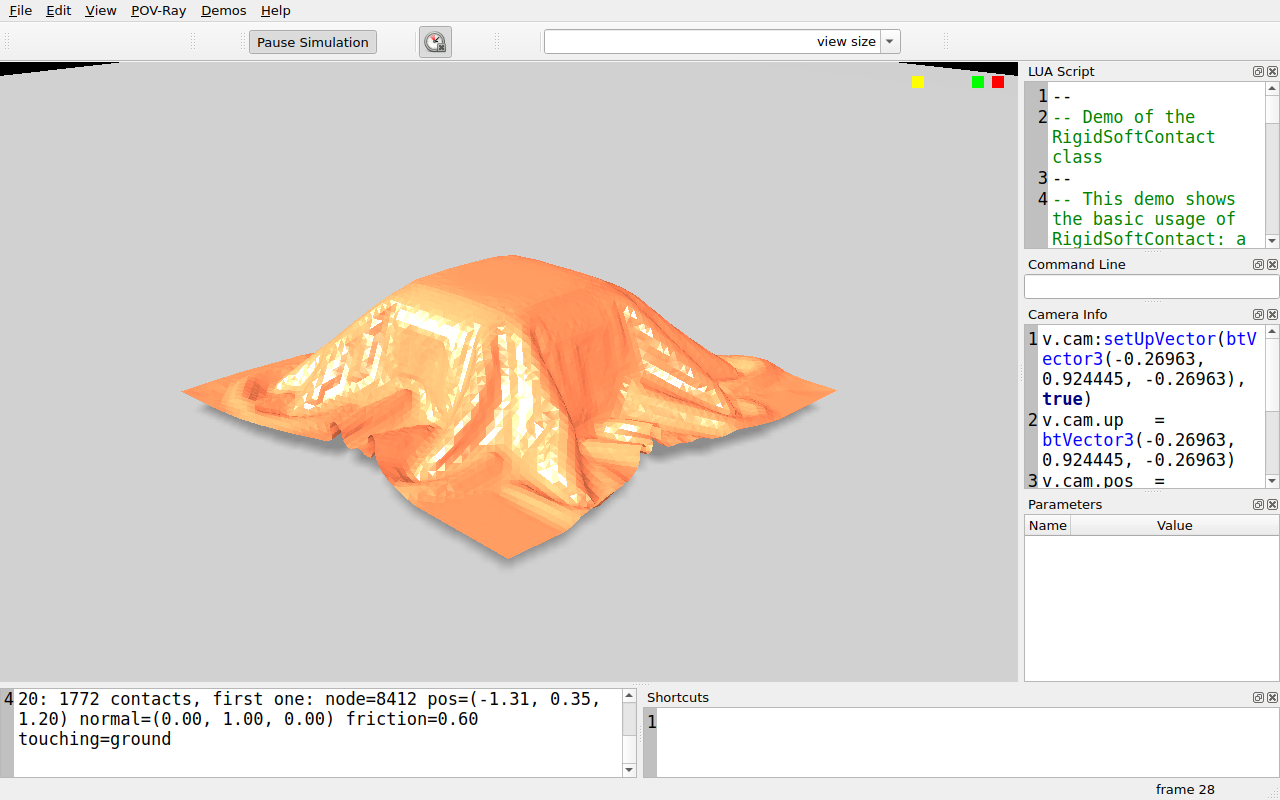 File Edit View POV-Ray Demos Help
Pause Simulation
view size
LUA Script
1 --
2 -- Demo of the
RigidSoftContact
class
3 --
4 -- This demo shows
the basic usage of
RigidSoftContact: a
Command Line
Camera Info
1 v.cam:setUpVector(btV
ector3(-0.26963,
0.924445, -0.26963),
true)
2 v.cam.up   =
btVector3(-0.26963,
0.924445, -0.26963)
3 v.cam.pos  =
Parameters
Name Value
4 20: 1772 contacts, first one: node=8412 pos=(-1.31, 0.35,
1.20) normal=(0.00, 1.00, 0.00) friction=0.60
touching=ground
Shortcuts
1
frame 28